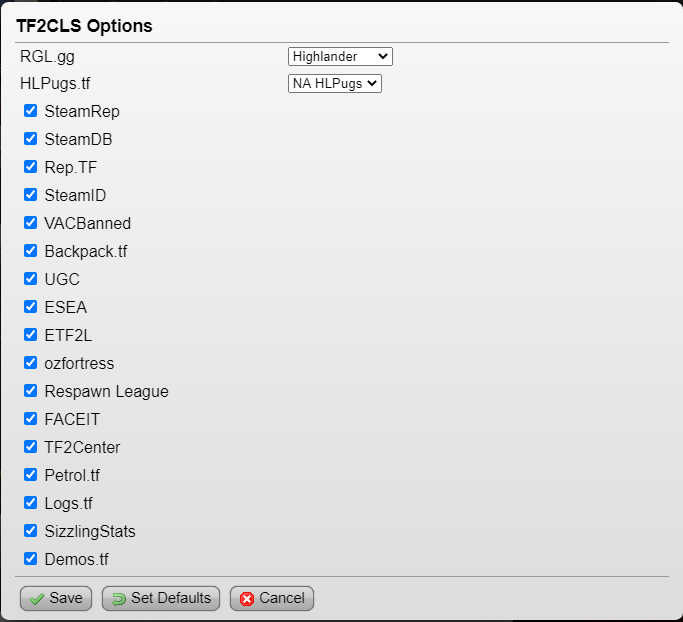 TF2CLS Options
RGL.gg Highlander
HLPugs.tf NA HLPugs
SteamRep
SteamDB
Rep.TF
SteamID
VACBanned
Backpack.tf
UGC
ESEA
ETF2L
ozfortress
Respawn League
FACEIT
TF2Center
Petrol.tf
Logs.tf
SizzlingStats
Demos.tf
Save Set Defaults Cancel